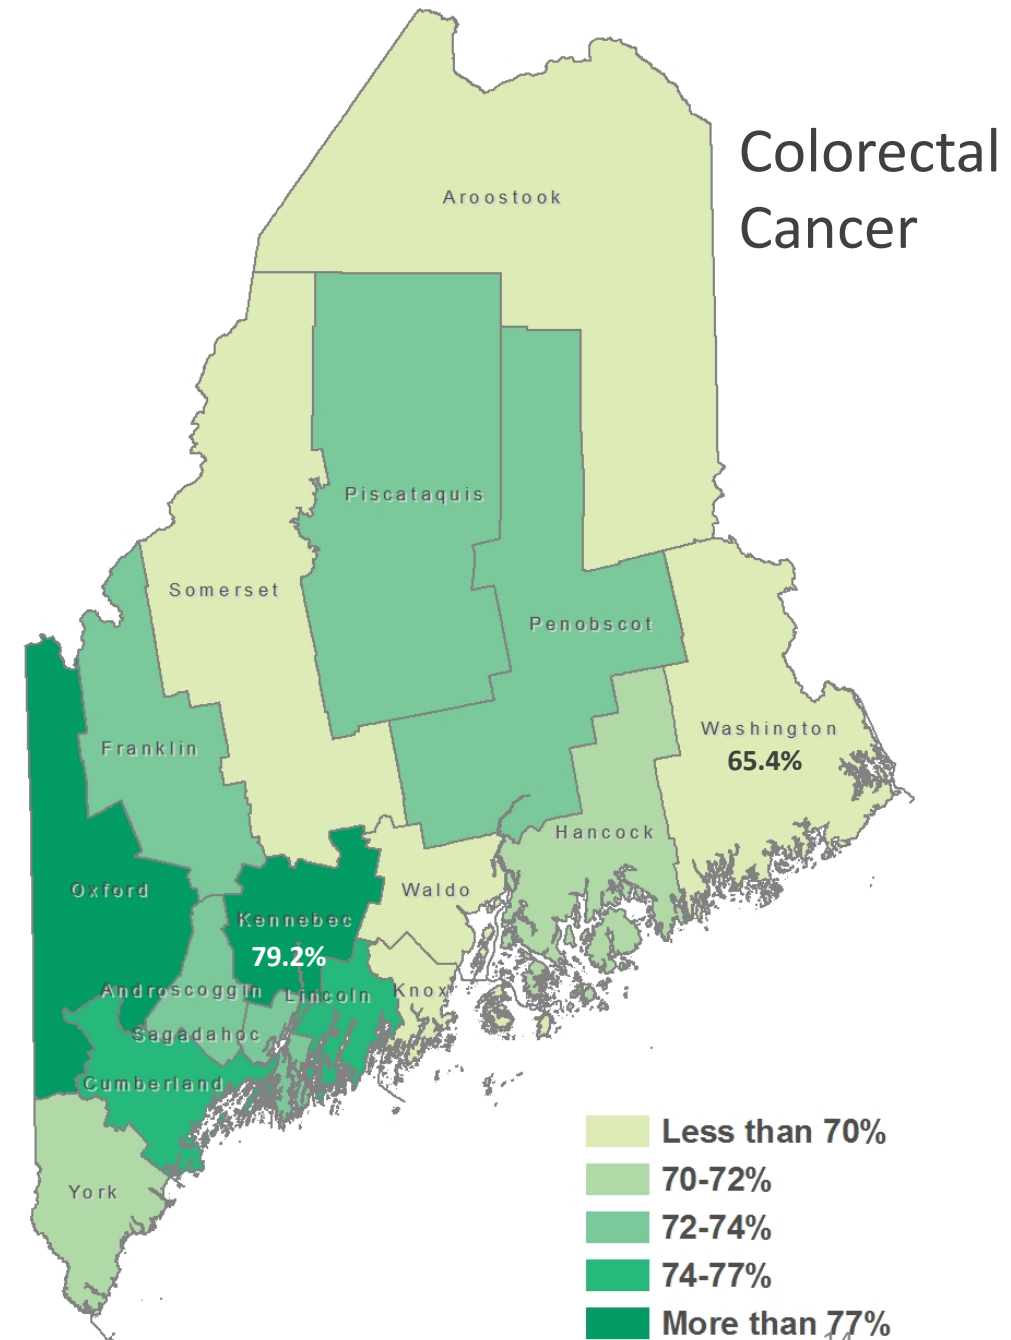 Colorectal
Cancer
Aroostook
Piscataquis
Somerset
Penobscot
Washington
65.4%
Franklin
Hancock
Oxford
Waldo
Kennebec
79.2%
Androscoggin
Lincoln
Knox
Sagadahoc
Cumberland
York
Less than 70%
70-72%
72-74%
74-77%
More than 77%